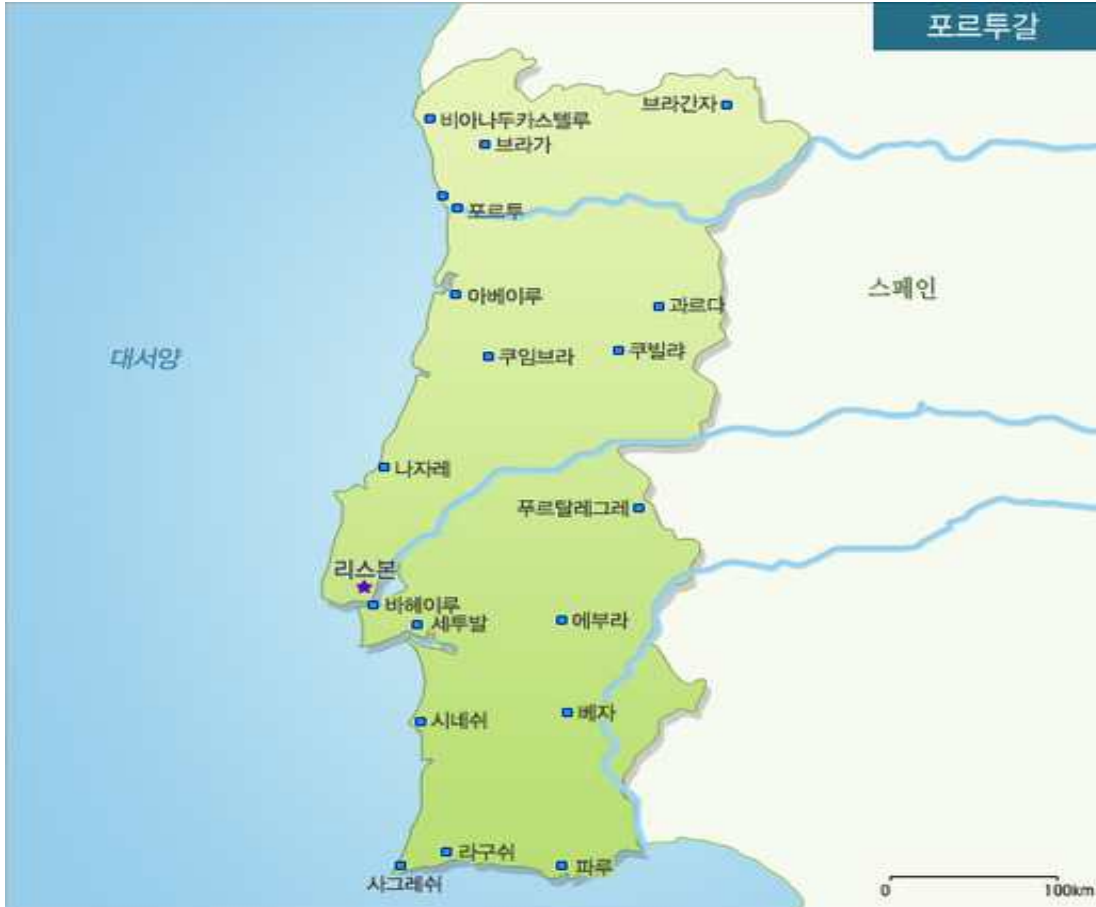 포르투갈
브라간자
비아나두카스텔루
브라가
포르투
스페인
아베이루
과르다
대서양
쿠임브라
쿠빌랴
나자레
푸르탈레그레
리스본
바헤이루
세투발
에부라
시네쉬
베자
라구쉬
파루
사그레쉬
0 100km